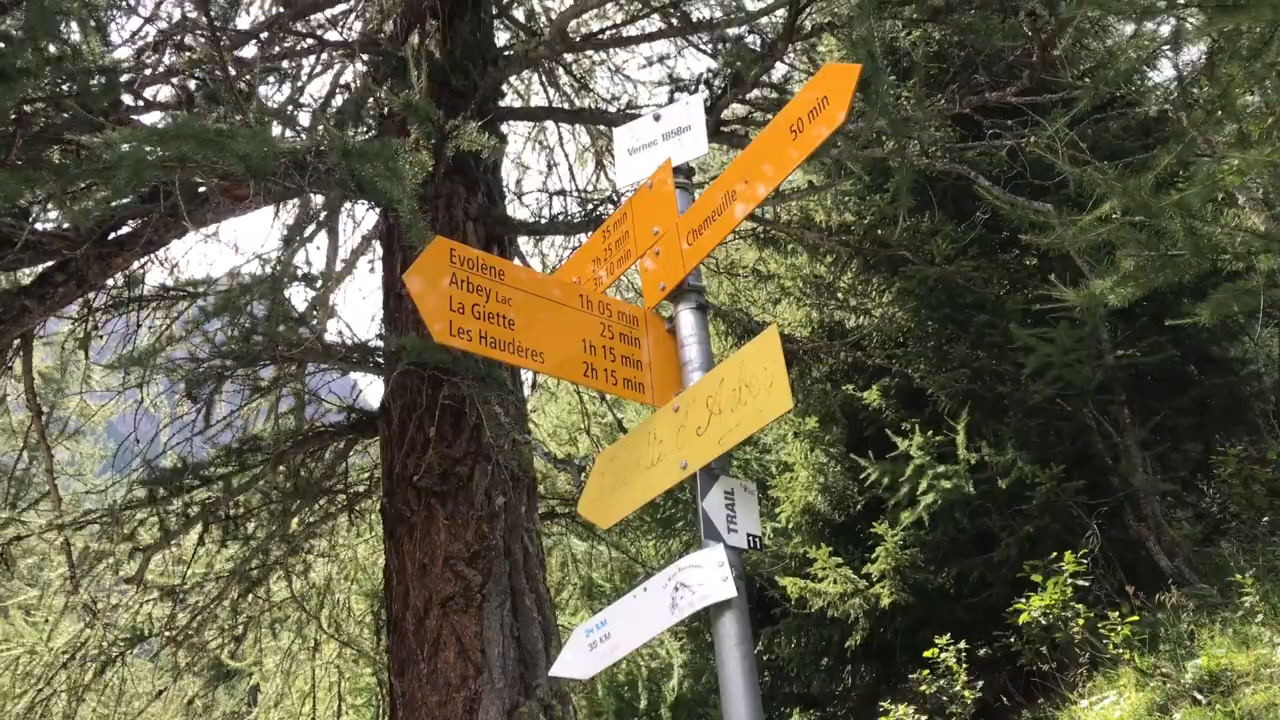 Vernec 1858m
50 min
Chemeuille
35 min
2h 25 min
3h 10 min
Evolène
Arbey Lac 1h 05 min
La Giette 25 min
Les Haudères 1h 15 min
2h 15 min
d'Arbey
TRAIL
11
24 KM
35 KM